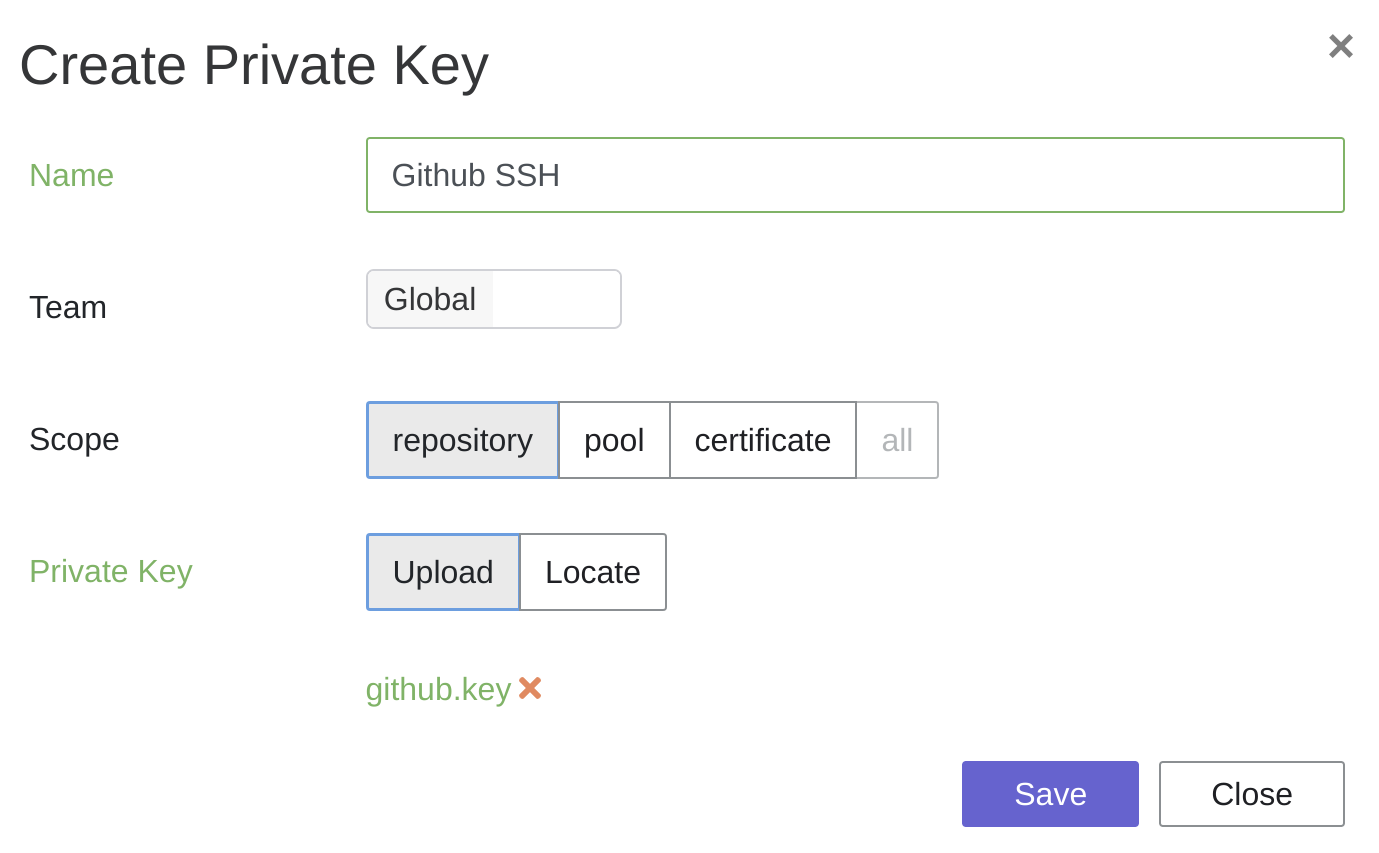 Create Private Key
Name Github SSH
Team Global
Scope repository pool certificate all
Private Key Upload Locate
github.key
Save Close